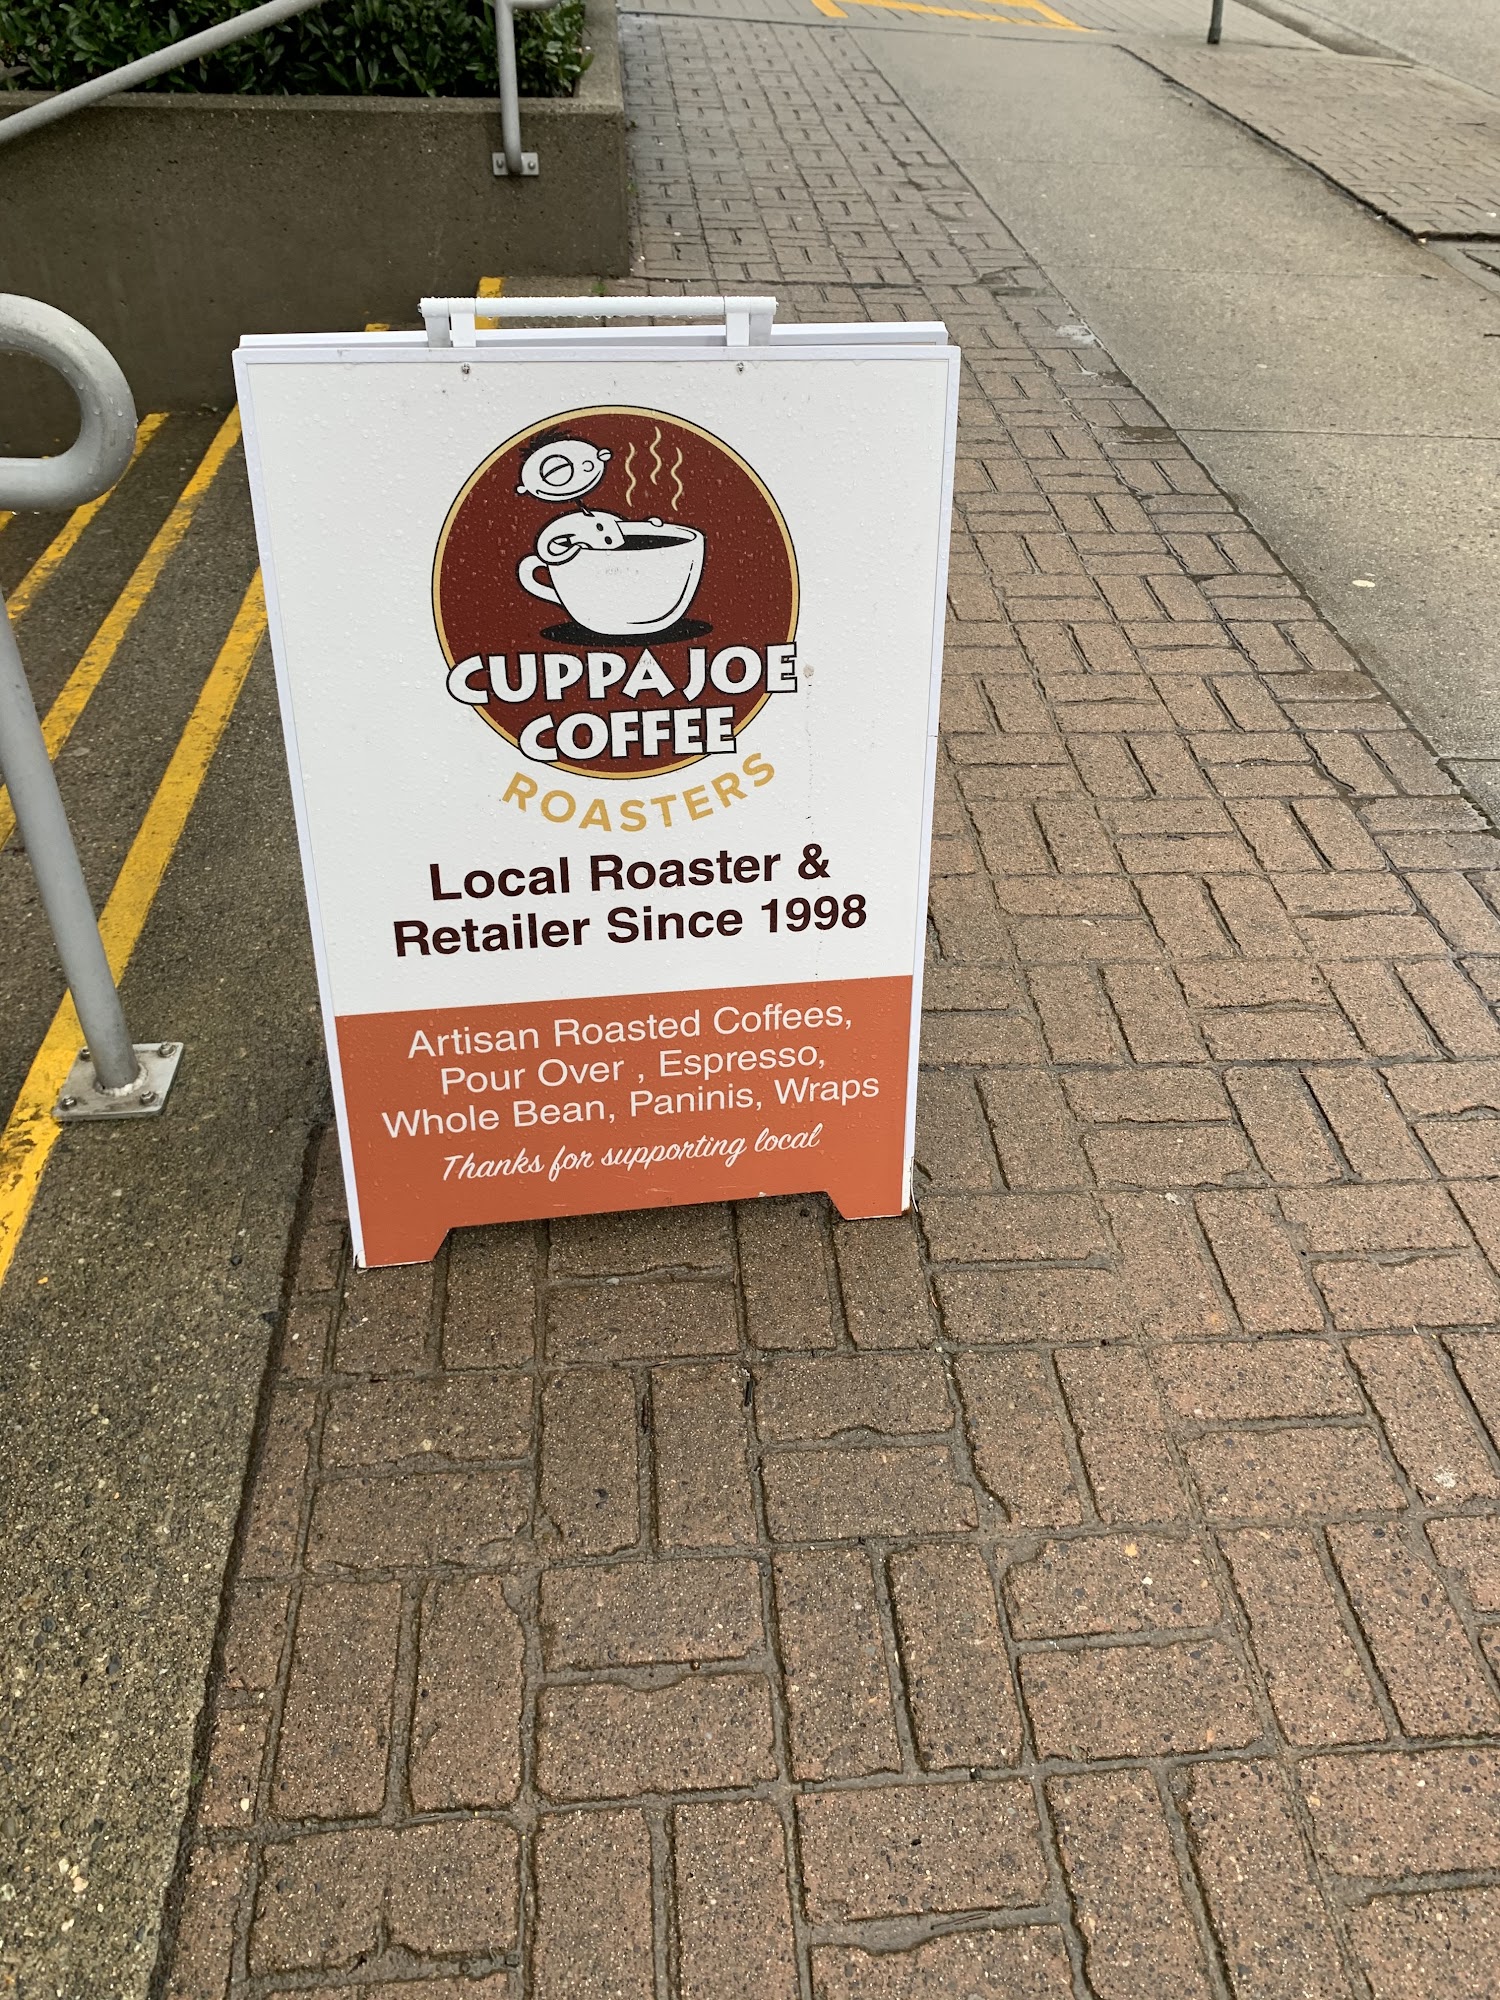 CUPPA JOE
COFFEE
ROASTERS
Local Roaster &
Retailer Since 1998
Artisan Roasted Coffees,
Pour Over , Espresso,
Whole Bean, Paninis, Wraps
Thanks for supporting local